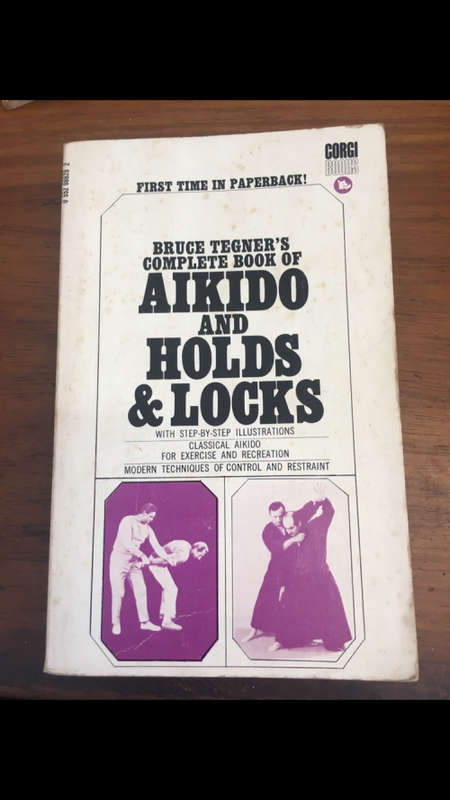 CORGI
BOOKS
FIRST TIME IN PAPERBACK!
BRUCE TEGNER'S
COMPLETE BOOK OF
AIKIDO
AND
HOLDS
& LOCKS
WITH STEP-BY-STEP ILLUSTRATIONS
CLASSICAL AIKIDO
FOR EXERCISE AND RECREATION
MODERN TECHNIQUES OF CONTROL AND RESTRAINT